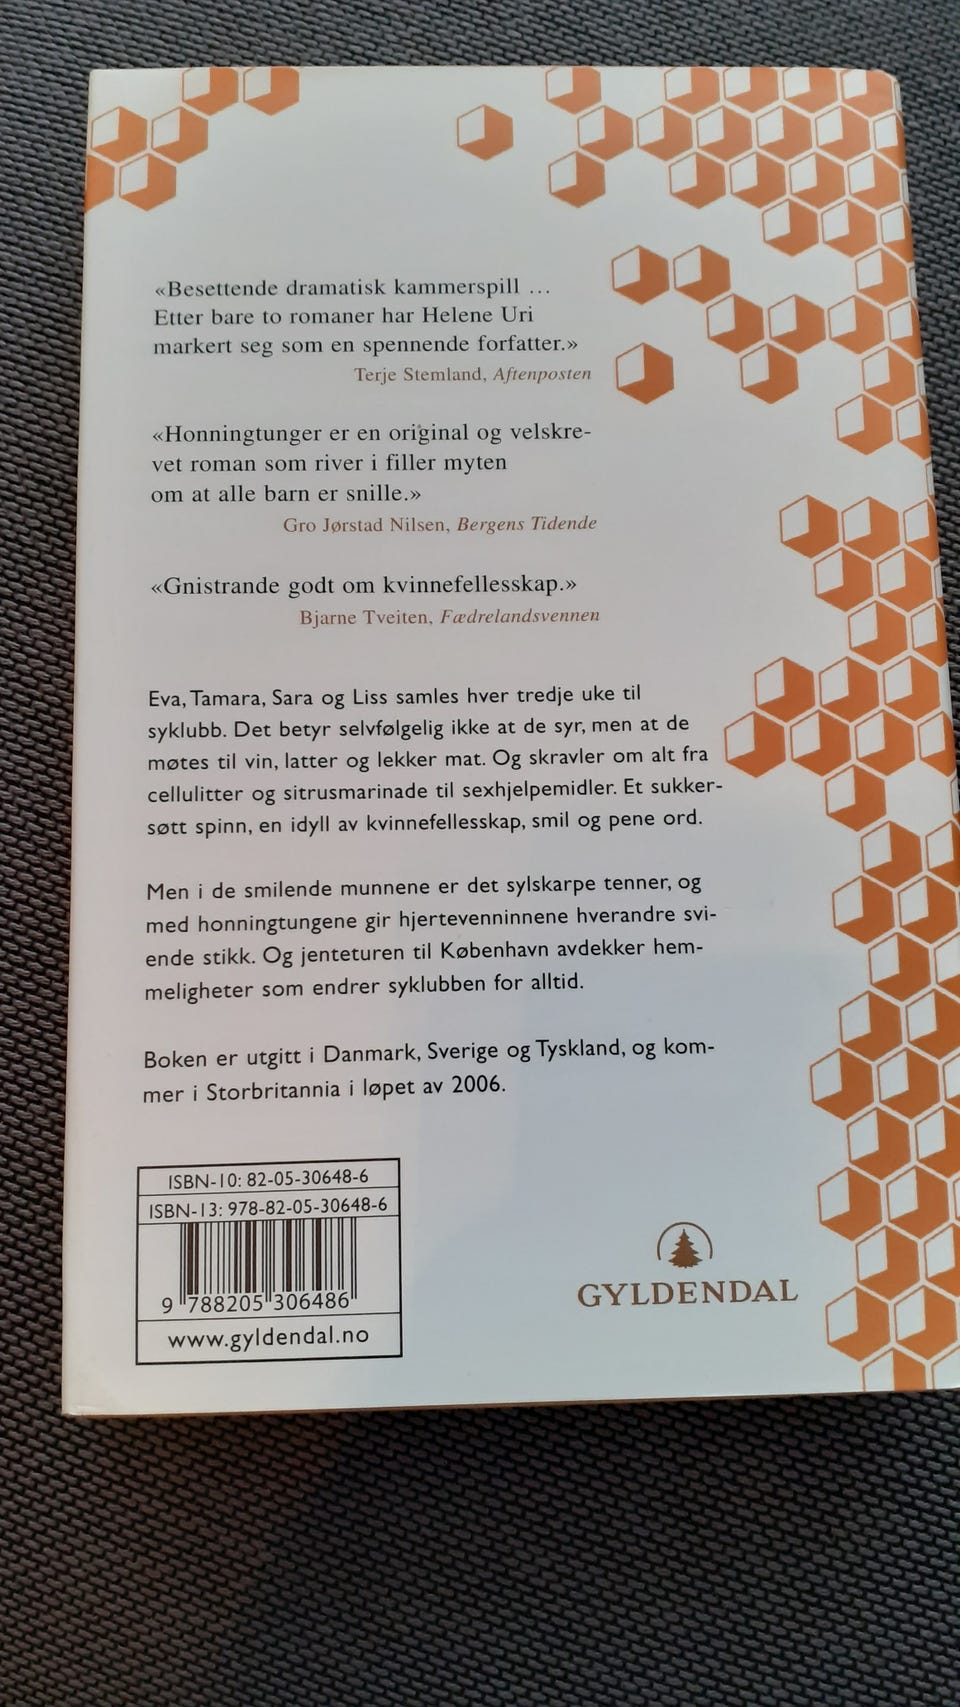 «Besettende dramatisk kammerspill ...
Etter bare to romaner har Helene Uri
markert seg som en spennende forfatter.»
Terje Stemland, Aftenposten
«Honningtunger er en original og velskre-
vet roman som river i filler myten
om at alle barn er snille.»
Gro Jørstad Nilsen, Bergens Tidende
«Gnistrande godt om kvinnefellesskap.»
Bjarne Tveiten, Fædrelandsvennen
Eva, Tamara, Sara og Liss samles hver tredje uke til
syklubb. Det betyr selvfølgelig ikke at de syr, men at de
møtes til vin, latter og lekker mat. Og skravler om alt fra
cellulitter og sitrusmarinade til sexhjelpemidler. Et sukker-
søtt spinn, en idyll av kvinnefellesskap, smil og pene ord.
Men i de smilende munnene er det sylskarpe tenner, og
med honningtungene gir hjertevenninnene hverandre svi-
ende stikk. Og jenteturen til København avdekker hem-
meligheter som endrer syklubben for alltid.
Boken er utgitt i Danmark, Sverige og Tyskland, og kom-
mer i Storbritannia i løpet av 2006.
ISBN-10: 82-05-30648-6
ISBN-13: 978-82-05-30648-6
9 788205 306486
www.gyldendal.no
GYLDENDAL